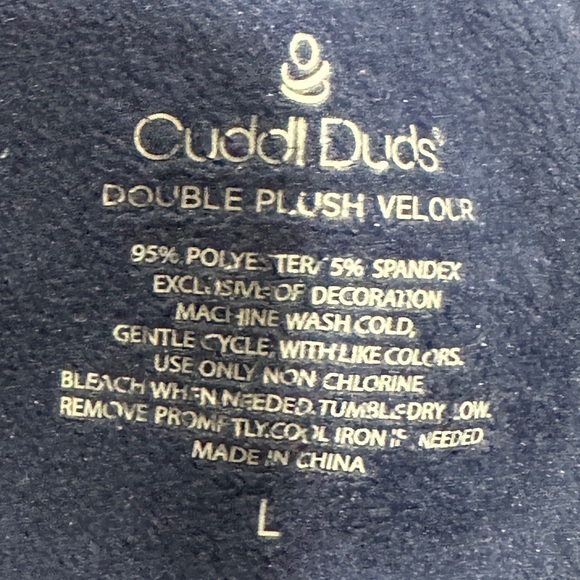 Cuddl Duds
DOUBLE PLUSH VELOUR
95% POLYESTER/ 5% SPANDEX
EXCLUSIVE OF DECORATION
MACHINE WASH COLD,
GENTLE CYCLE, WITH LIKE COLORS.
USE ONLY NON CHLORINE
BLEACH WHEN NEEDED. TUMBLE DRY LOW.
REMOVE PROMPTLY. COOL IRON IF NEEDED
MADE IN CHINA
L